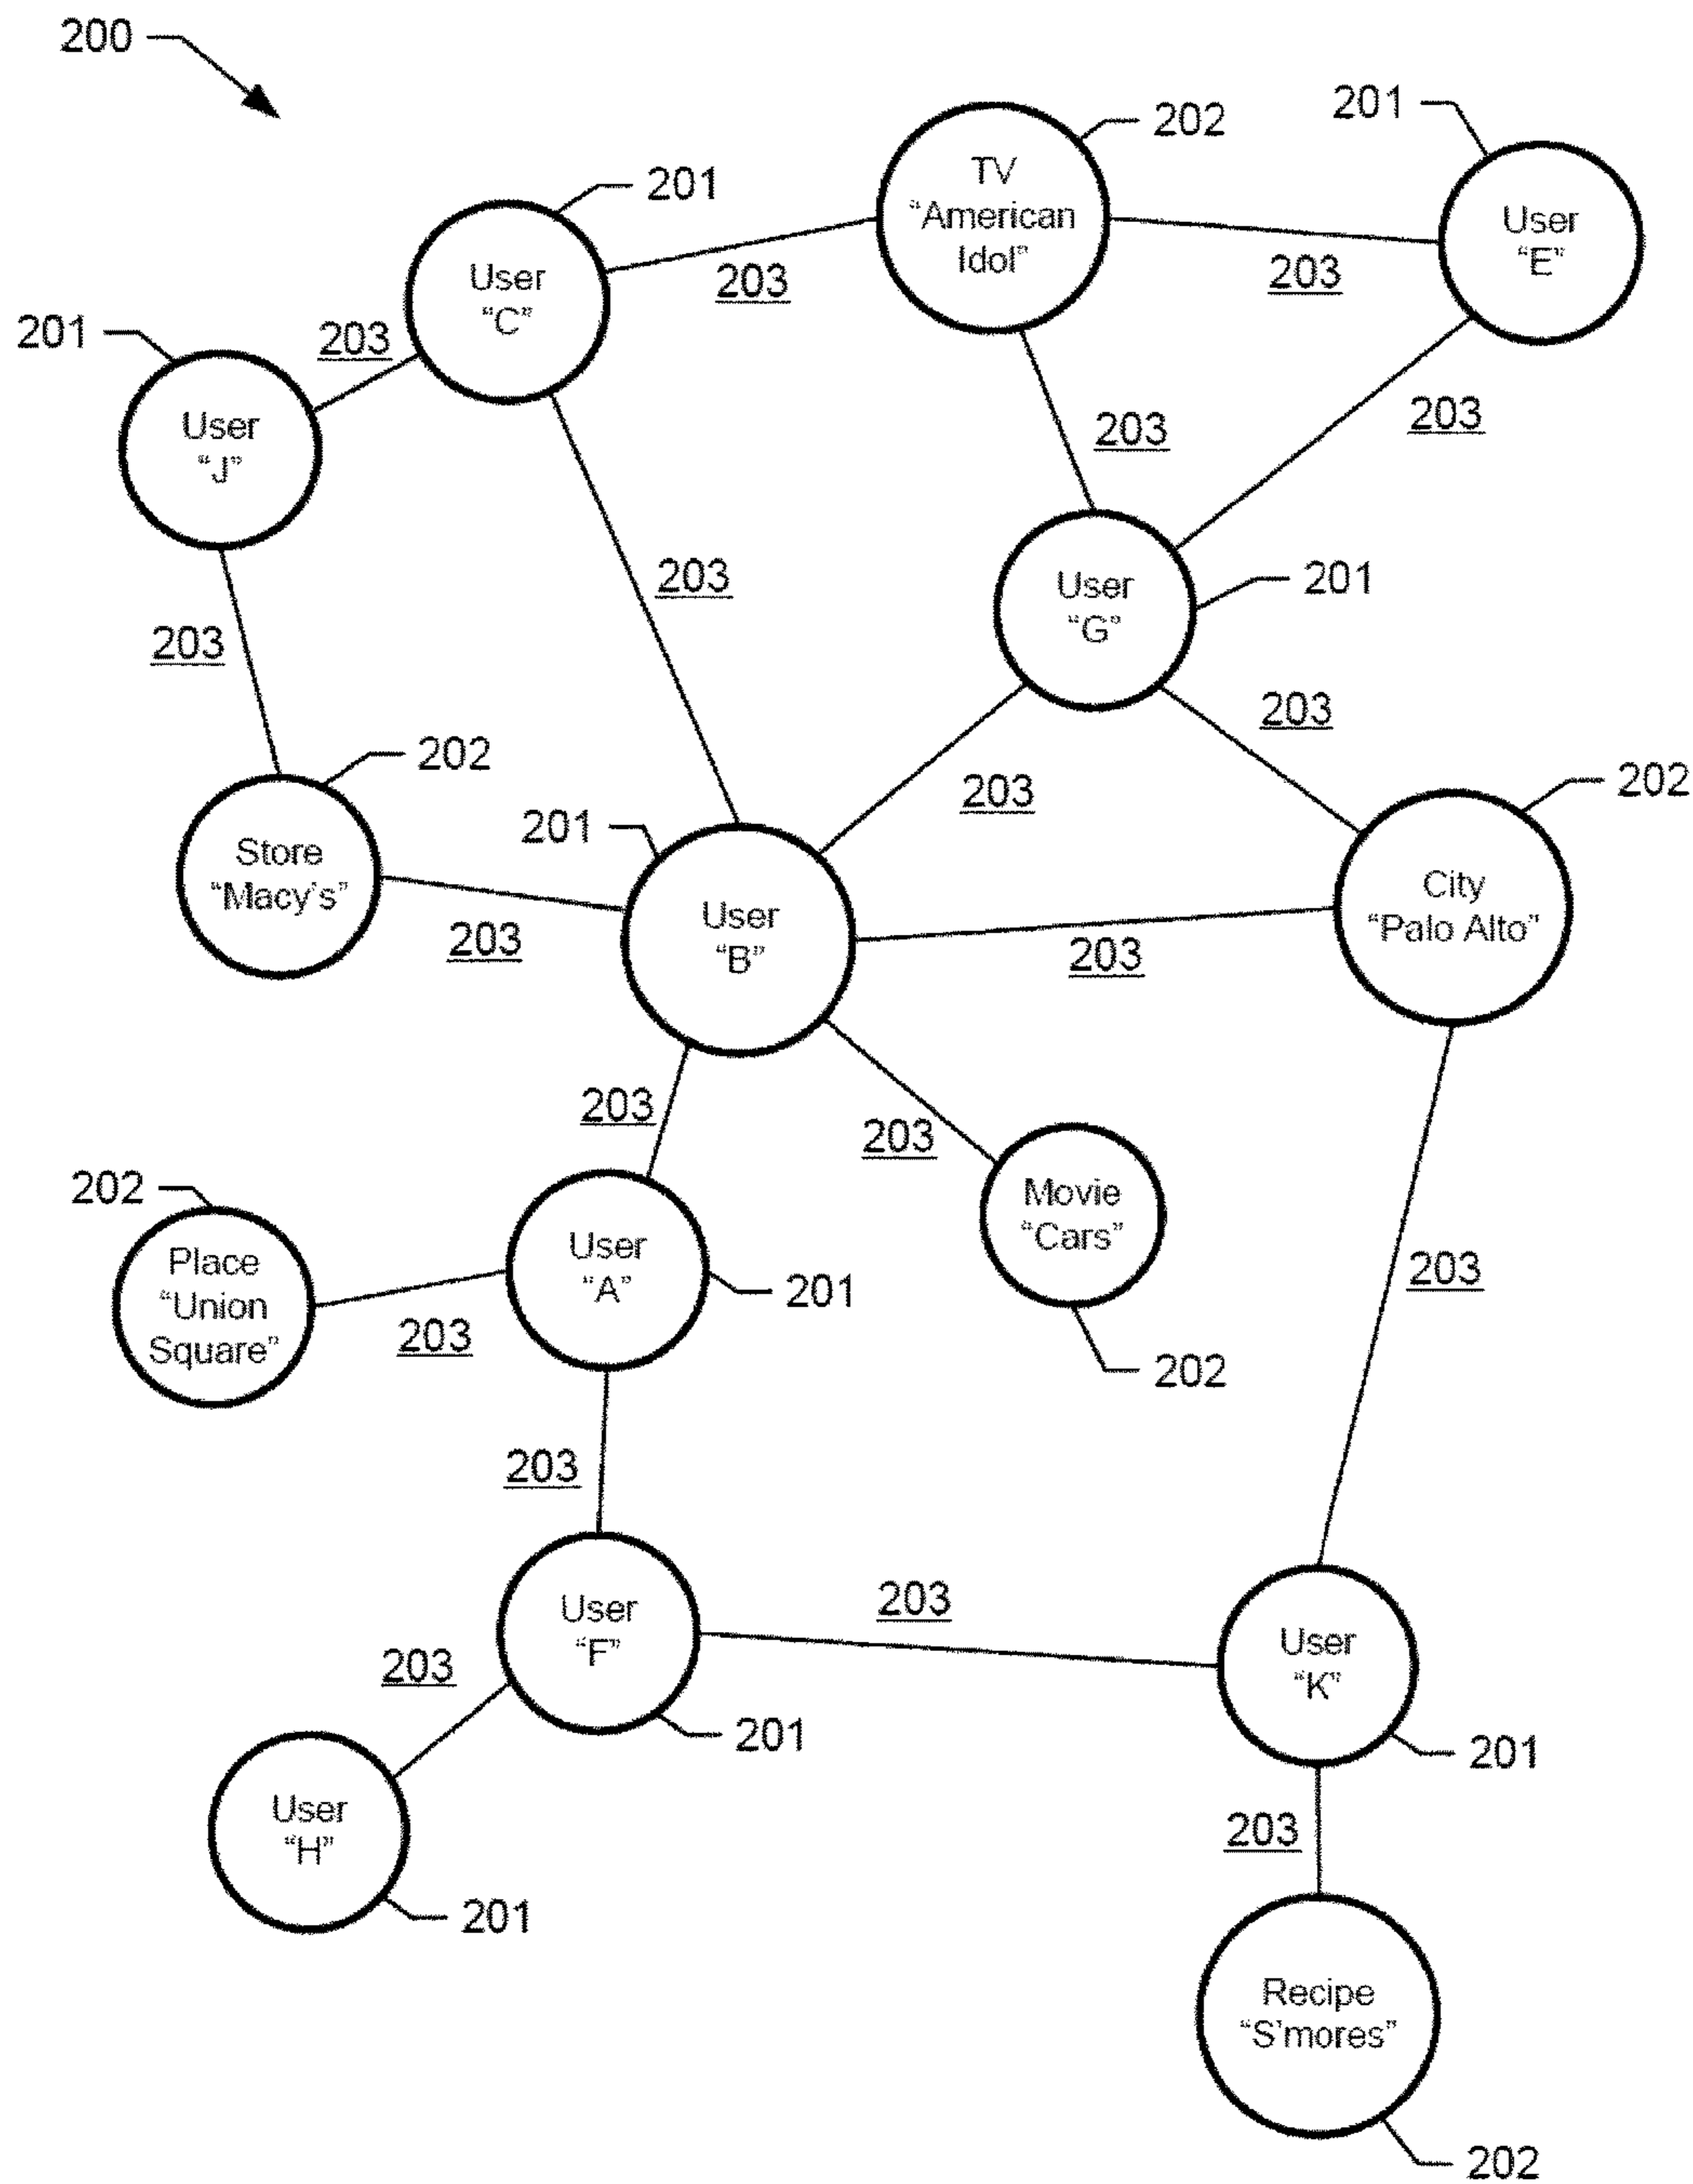 200
202
201
TV
“American
Idol”
201
User
“E”
User
“C”
203
203
201
203
User
“J”
203
203
User
“G”
201
203
203
203
202
203
202
Store
“Macy's”
201
203
City
“Palo Alto”
User
“B”
203
203
203
203
202
Movie
“Cars”
Place
“Union
Square”
User
“A”
201
203
203
202
203
203
User
“F”
User
“K”
203
201
201
User
“H”
203
201
Recipe
“S'mores”
202